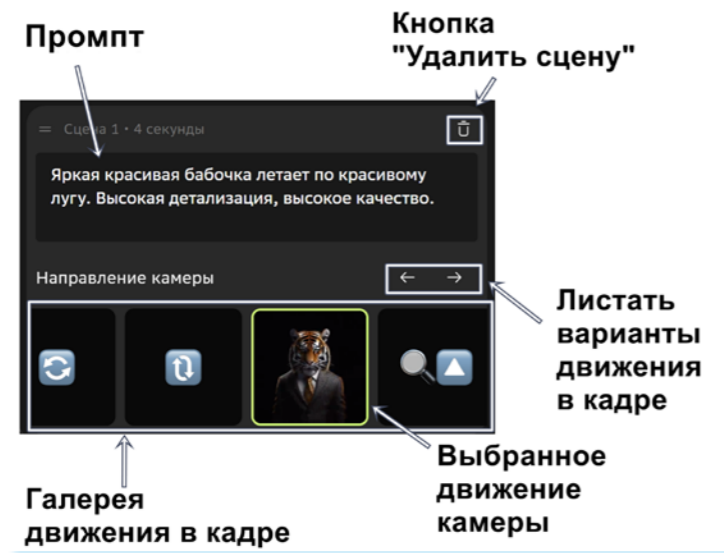 Промпт
Кнопка
"Удалить сцену"
Сцена 1 • 4 секунды
Яркая красивая бабочка летает по красивому
лугу. Высокая детализация, высокое качество.
Направление камеры
Листать
варианты
движения
в кадре
Галерея
движения в кадре
Выбранное
движение
камеры